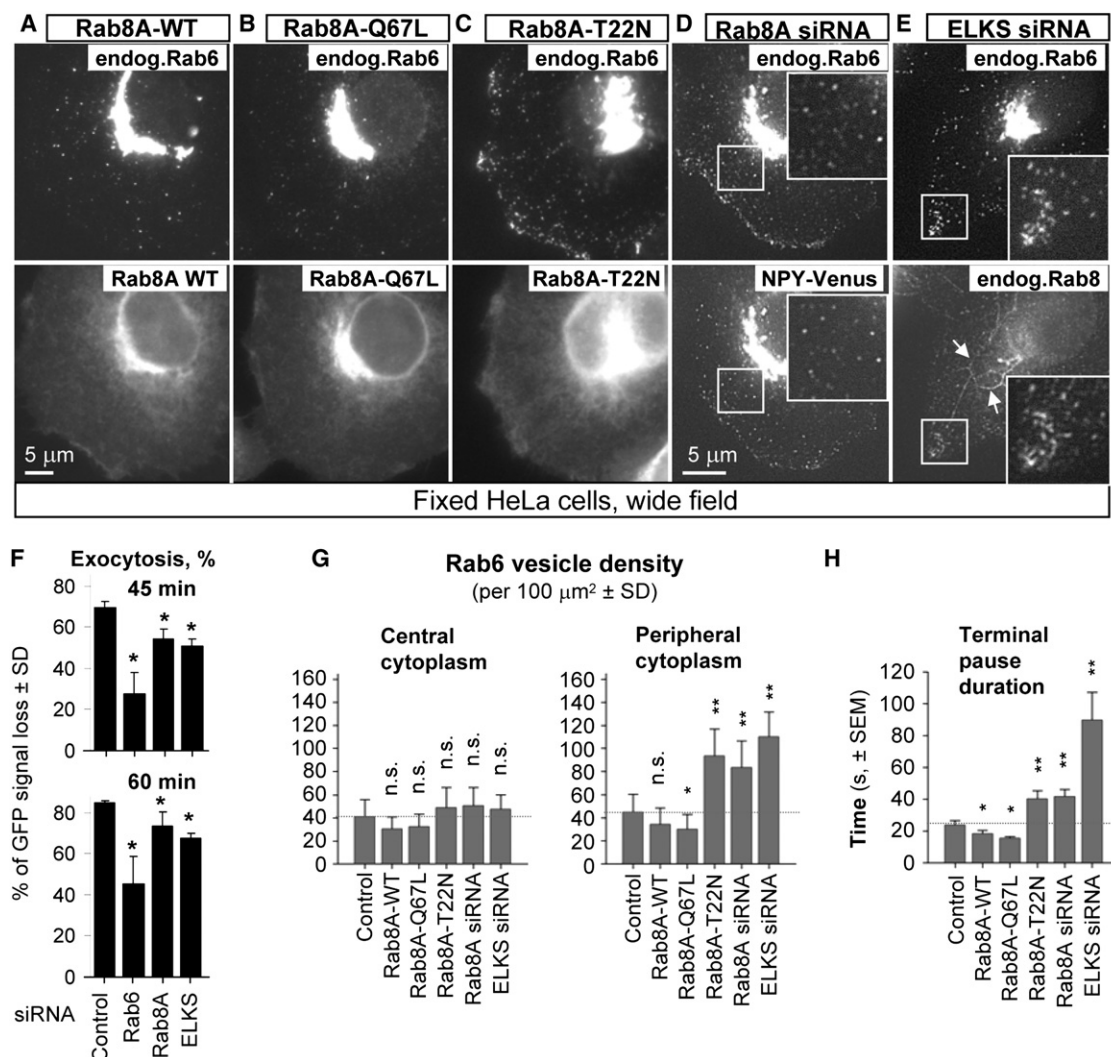 A Rab8A-WT B Rab8A-Q67L C Rab8A-T22N D Rab8A siRNA E ELKS siRNA
endog.Rab6 endog.Rab6 endog.Rab6 endog.Rab6 endog.Rab6
Rab8A WT Rab8A-Q67L Rab8A-T22N NPY-Venus endog.Rab8
5 μm 5 μm
Fixed HeLa cells, wide field
F G H
Exocytosis, %
45 min
% of GFP signal loss ± SD
80
60
40
20
0
* * *
60 min
80
60
40
20
0
* * *
siRNA
Control
Rab6
Rab8A
ELKS
Rab6 vesicle density
(per 100 μm² ± SD)
Central
cytoplasm
160
140
120
100
80
60
40
20
0
n.s. n.s. n.s. n.s. n.s.
Control
Rab8A-WT
Rab8A-Q67L
Rab8A-T22N
Rab8A siRNA
ELKS siRNA
Peripheral
cytoplasm
160
140
120
100
80
60
40
20
0
n.s. * ** ** **
Control
Rab8A-WT
Rab8A-Q67L
Rab8A-T22N
Rab8A siRNA
ELKS siRNA
Terminal
pause
duration
Time (s, ± SEM)
120
100
80
60
40
20
0
* * ** ** **
Control
Rab8A-WT
Rab8A-Q67L
Rab8A-T22N
Rab8A siRNA
ELKS siRNA